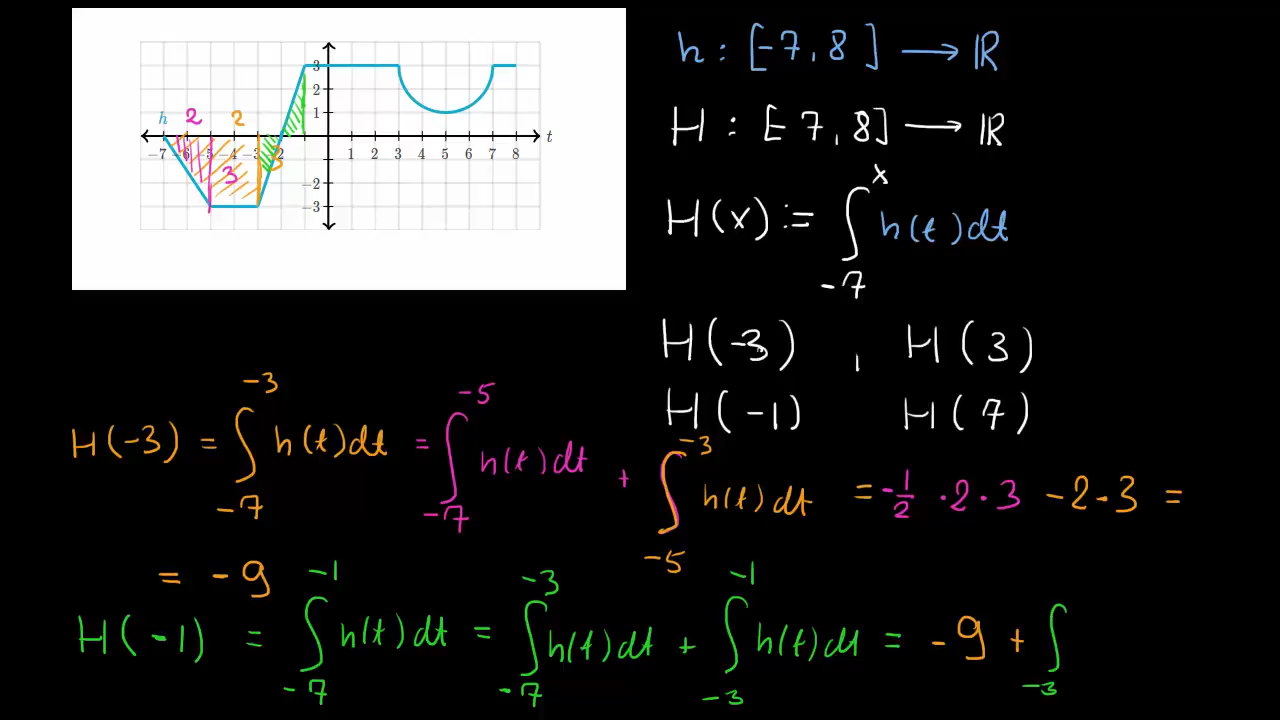 h : [-7, 8] → ℝ
H : [-7, 8] → ℝ
H(x) := ∫_{-7}^{x} h(t)dt
H(-3) , H(3)
H(-1) H(7)
3
2
1
h 2 2
-7 -6 -5 -4 -3 -2 1 2 3 4 5 6 7 8 t
3 3
-2
-3
H(-3) = ∫_{-7}^{-3} h(t)dt = ∫_{-7}^{-5} h(t)dt + ∫_{-5}^{-3} h(t)dt = -1/2 · 2 · 3 - 2 · 3 =
= -9
H(-1) = ∫_{-7}^{-1} h(t)dt = ∫_{-7}^{-3} h(t)dt + ∫_{-3}^{-1} h(t)dt = -9 + ∫_{-3}